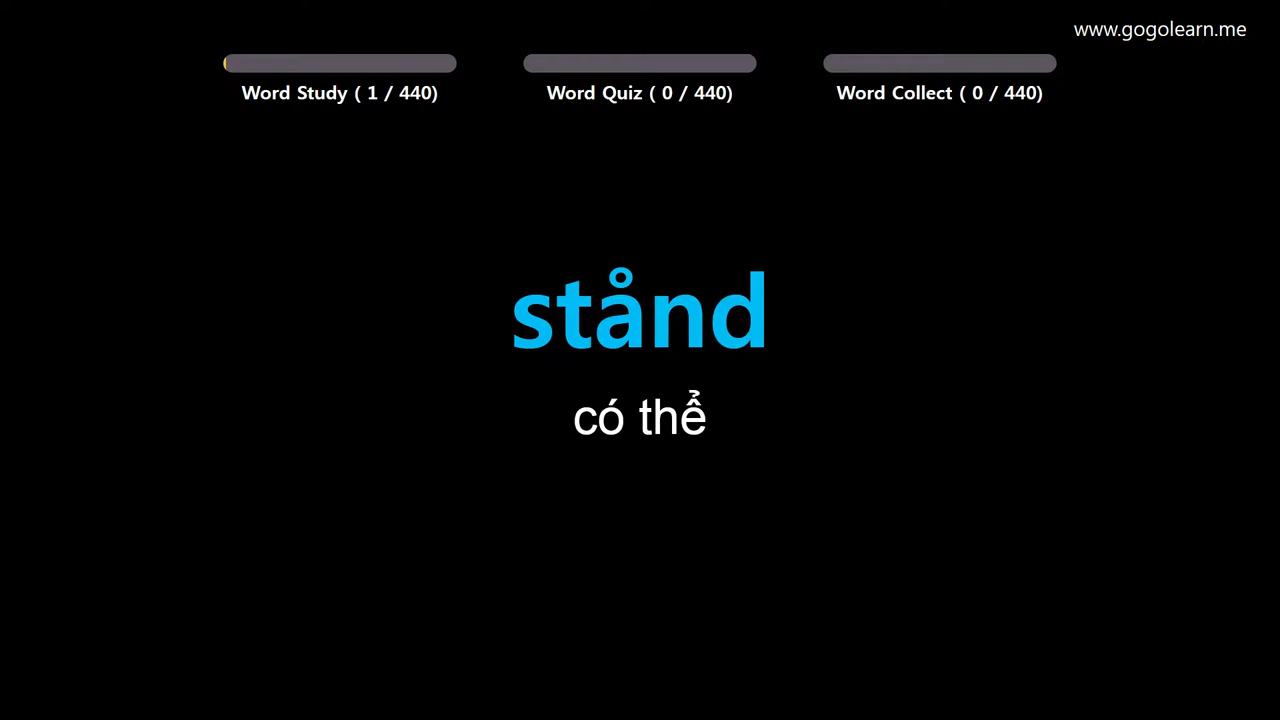 www.gogolearn.me
Word Study ( 1 / 440)
Word Quiz ( 0 / 440)
Word Collect ( 0 / 440)
stånd
có thể